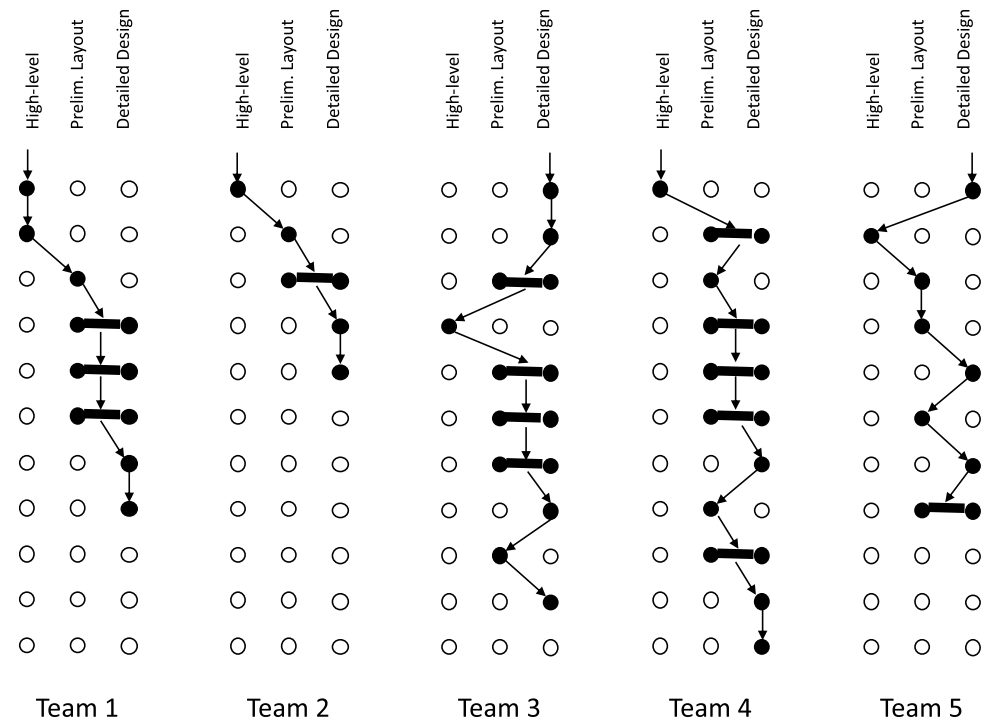 High-level
Prelim. Layout
Detailed Design
High-level
Prelim. Layout
Detailed Design
High-level
Prelim. Layout
Detailed Design
High-level
Prelim. Layout
Detailed Design
High-level
Prelim. Layout
Detailed Design
Team 1
Team 2
Team 3
Team 4
Team 5